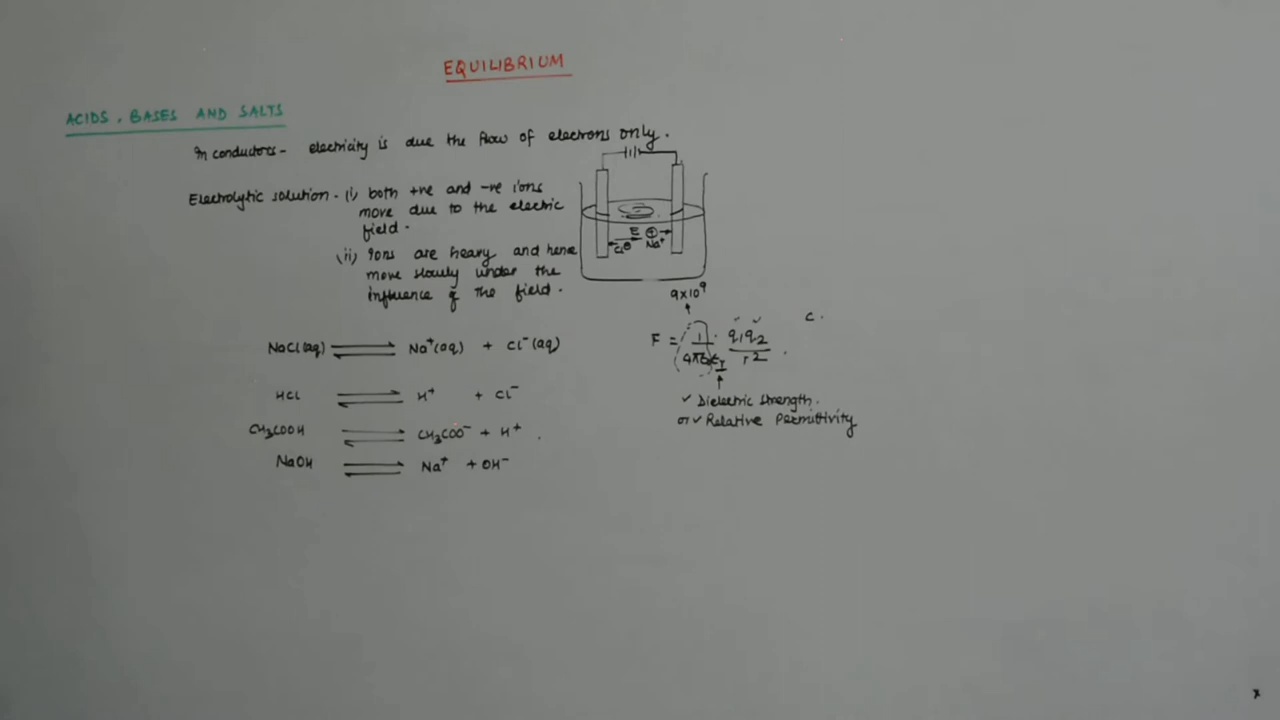 EQUILIBRIUM
ACIDS, BASES AND SALTS
In conductors - electricity is due the flow of electrons only.
Electrolytic solution - (i) both +ve and -ve ions
move due to the electric
field.
(ii) Ions are heavy and hence
move slowly under the
influence of the field.
E ⊕
Cl⊖ Na⁺
9×10⁹
NaCl(aq) ⇌ Na⁺(aq) + Cl⁻(aq)
F = 1/4πε₀εᵣ · q₁q₂/r² .
C.
Dielectric Strength.
or Relative Permittivity
HCl ⇌ H⁺ + Cl⁻
CH₃COOH ⇌ CH₃COO⁻ + H⁺ .
NaOH ⇌ Na⁺ + OH⁻